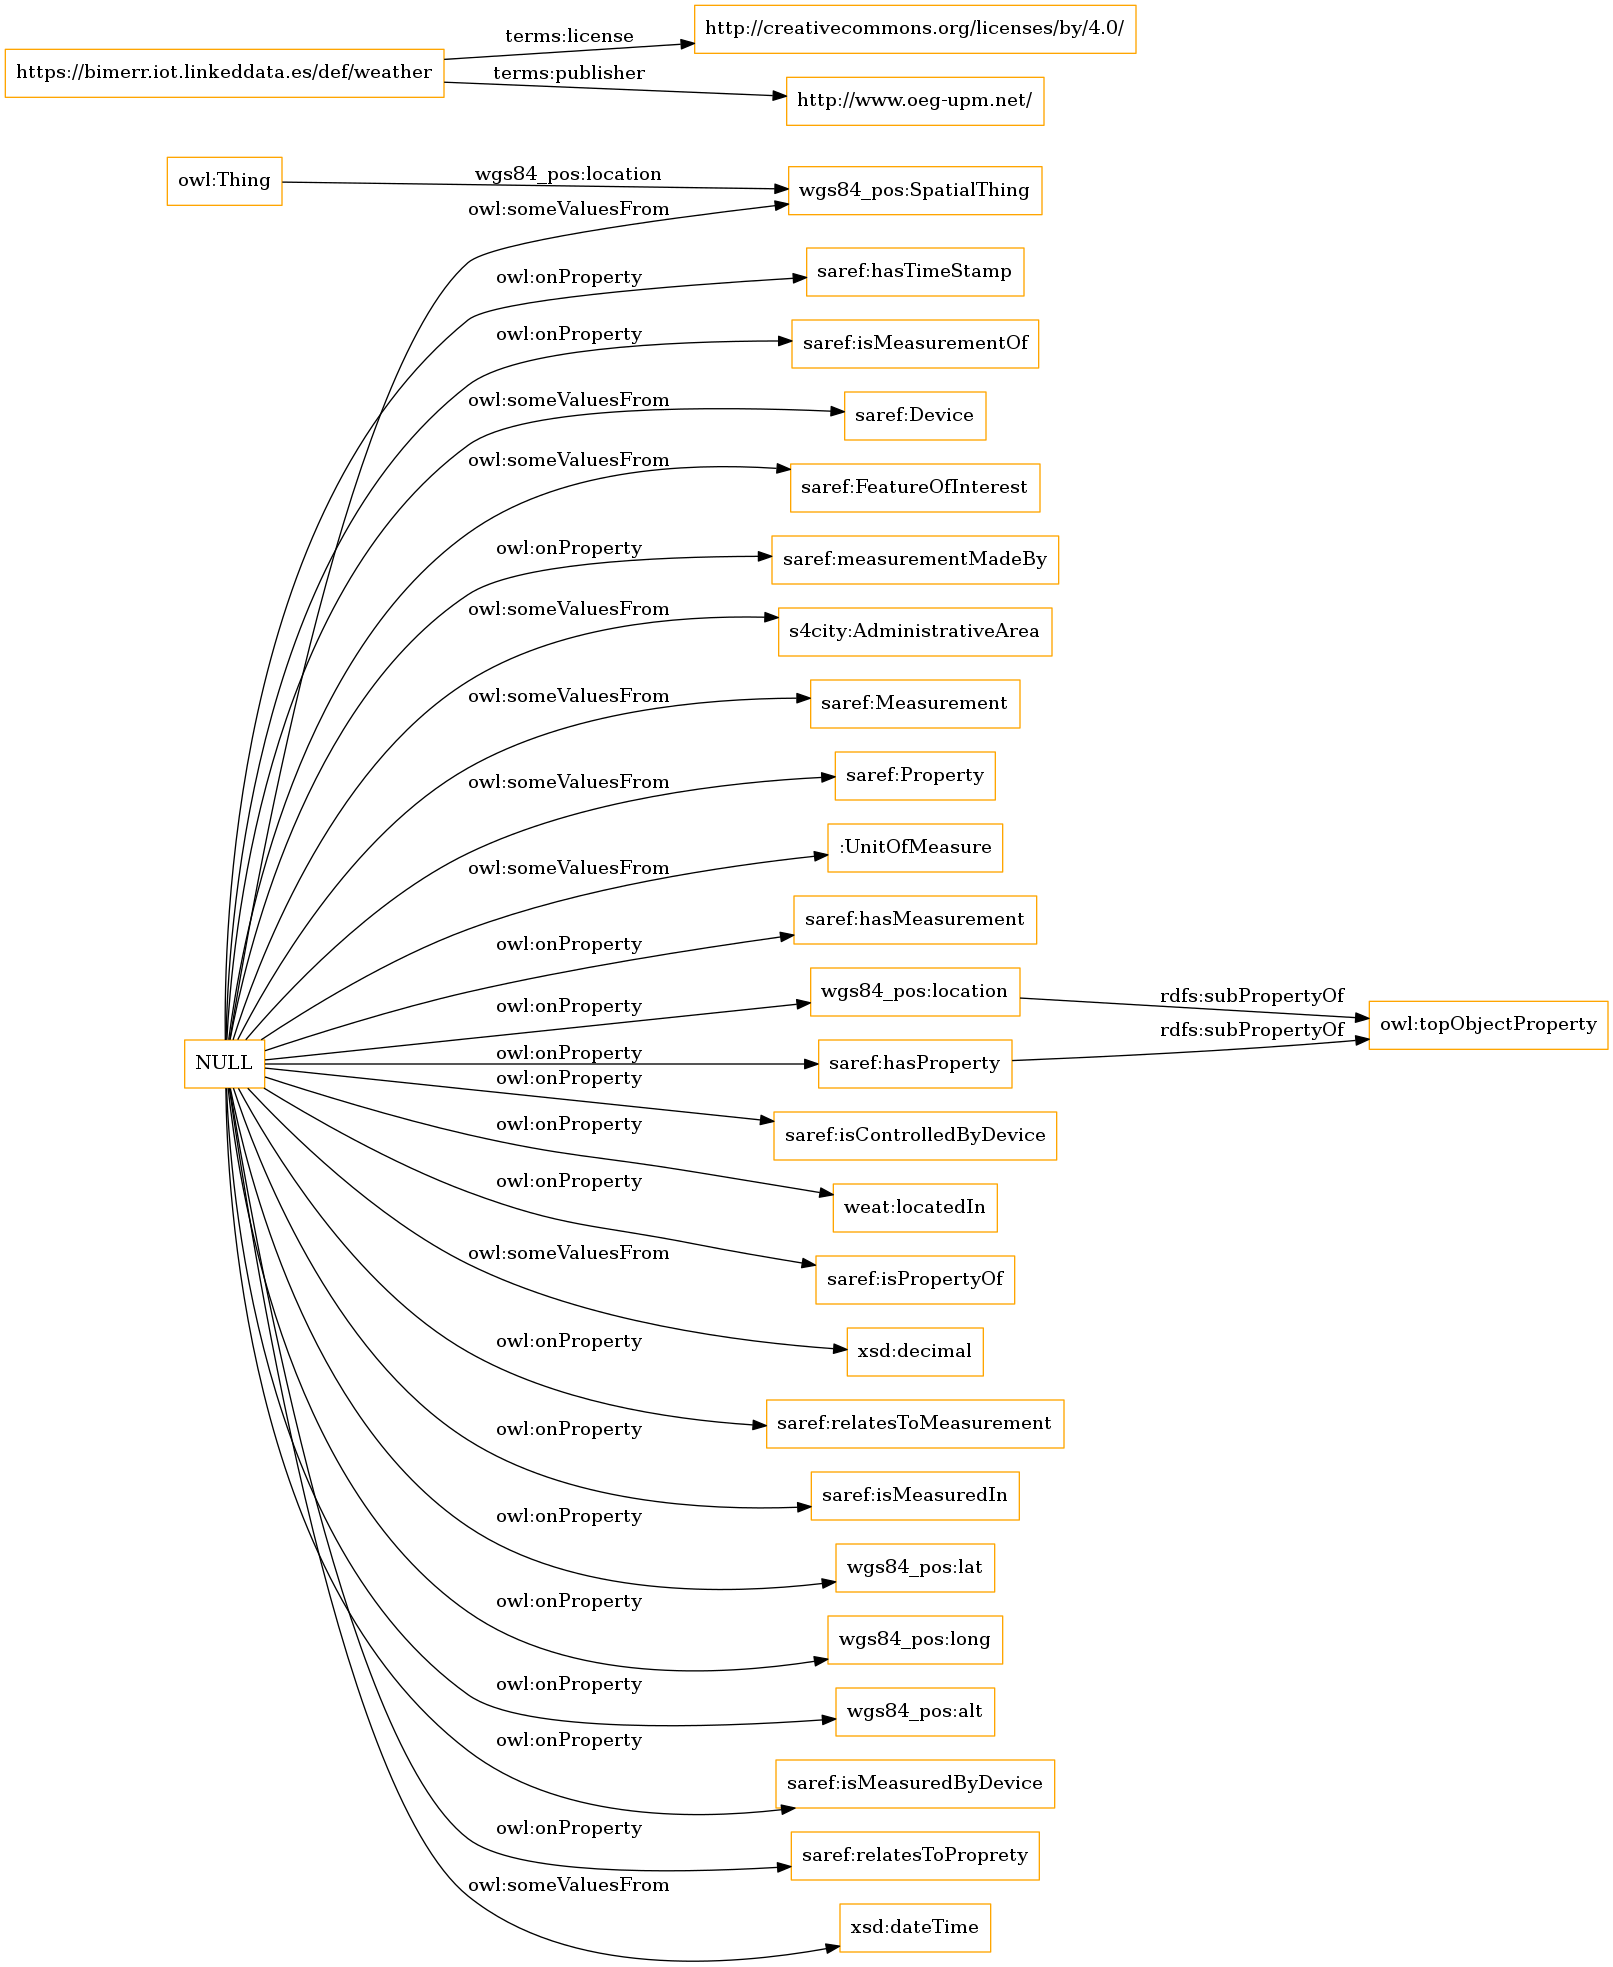 terms:license
http://creativecommons.org/licenses/by/4.0/
https://bimerr.iot.linkeddata.es/def/weather
terms:publisher
http://www.oeg-upm.net/
owl:Thing
wgs84_pos:location
wgs84_pos:SpatialThing
owl:someValuesFrom
owl:onProperty
saref:hasTimeStamp
owl:onProperty
saref:isMeasurementOf
owl:someValuesFrom
saref:Device
owl:someValuesFrom
saref:FeatureOfInterest
owl:onProperty
saref:measurementMadeBy
owl:someValuesFrom
s4city:AdministrativeArea
owl:someValuesFrom
saref:Measurement
owl:someValuesFrom
saref:Property
owl:someValuesFrom
:UnitOfMeasure
owl:onProperty
saref:hasMeasurement
owl:onProperty
wgs84_pos:location
rdfs:subPropertyOf
owl:topObjectProperty
rdfs:subPropertyOf
NULL
owl:onProperty
saref:hasProperty
owl:onProperty
saref:isControlledByDevice
owl:onProperty
weat:locatedIn
owl:onProperty
saref:isPropertyOf
owl:someValuesFrom
xsd:decimal
owl:onProperty
saref:relatesToMeasurement
owl:onProperty
saref:isMeasuredIn
owl:onProperty
wgs84_pos:lat
owl:onProperty
wgs84_pos:long
owl:onProperty
wgs84_pos:alt
owl:onProperty
saref:isMeasuredByDevice
owl:onProperty
saref:relatesToProprety
owl:someValuesFrom
xsd:dateTime